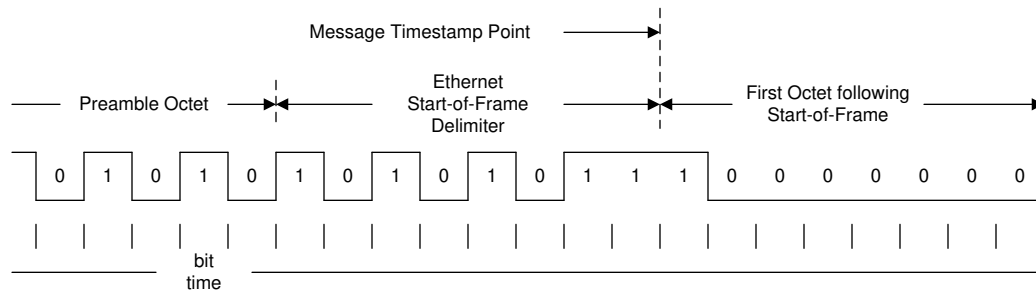 Message Timestamp Point
Preamble Octet
Ethernet
Start-of-Frame
Delimiter
First Octet following
Start-of-Frame
0 1 0 1 0 1 0 1 0 1 0 1 1 1 0 0 0 0 0 0 0
bit
time